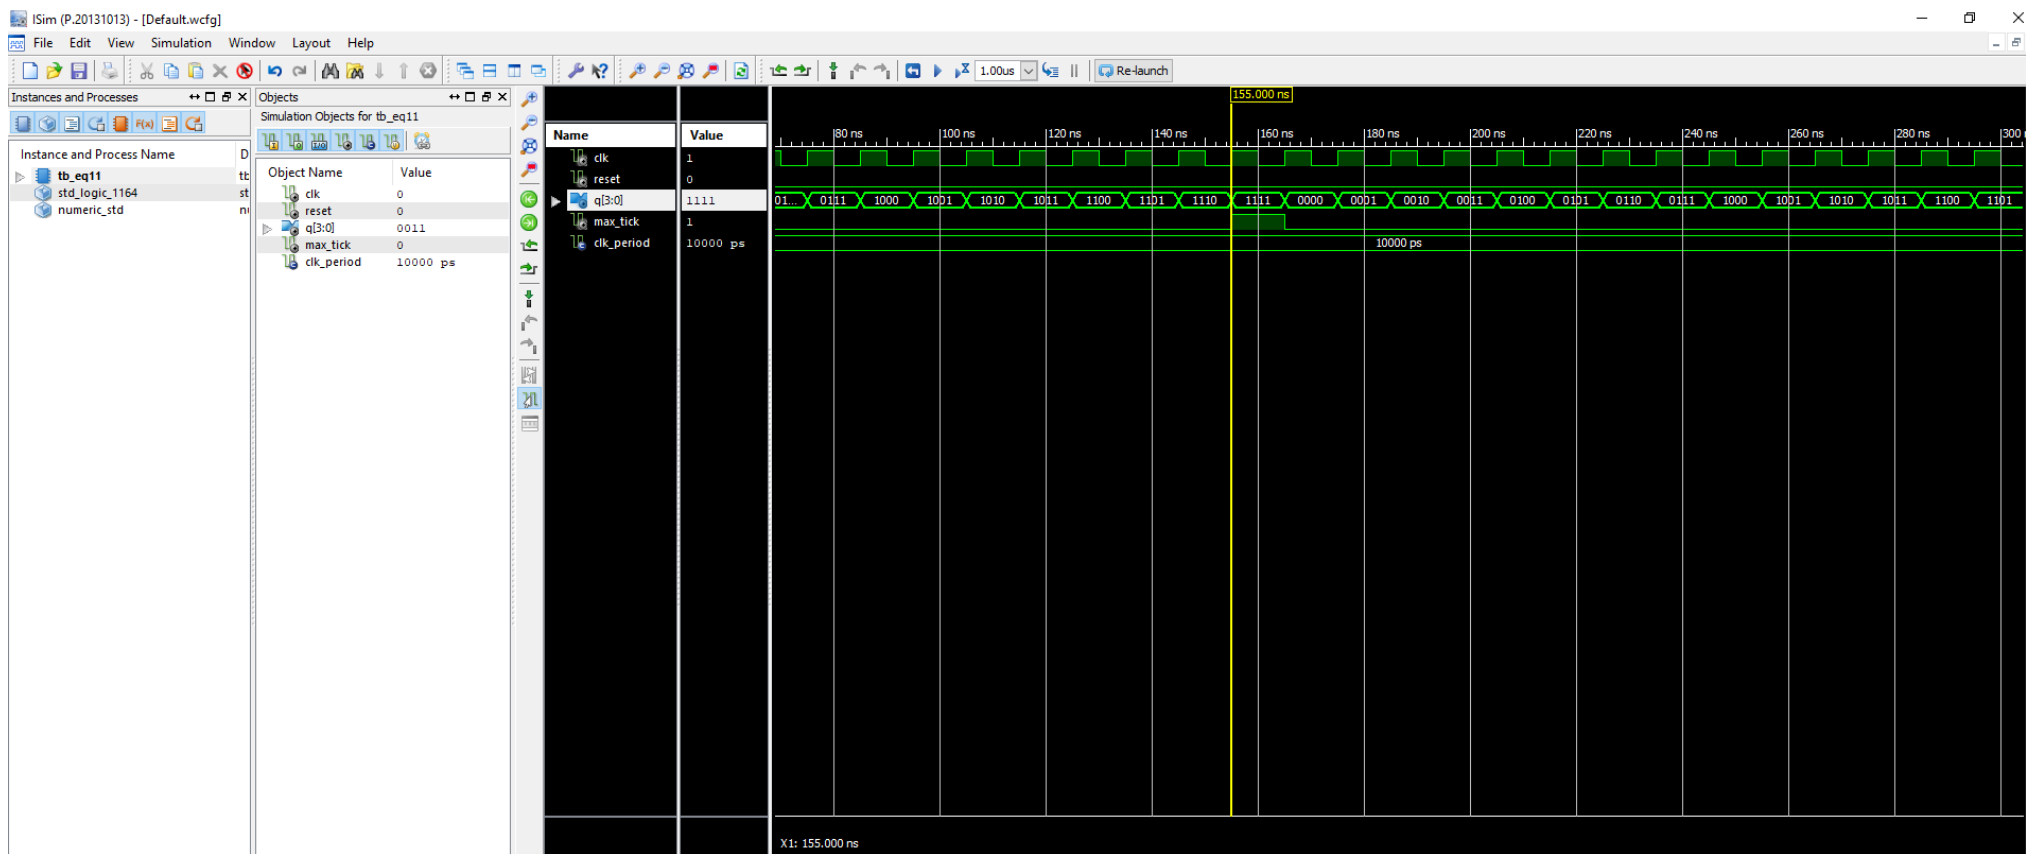 ISim (P.20131013) - [Default.wcfg]
File Edit View Simulation Window Layout Help
1.00us Re-launch
Instances and Processes
Instance and Process Name D
tb_eq11 tb
std_logic_1164 st
numeric_std n
Objects
Simulation Objects for tb_eq11
Object Name Value
clk 0
reset 0
q[3:0] 0011
max_tick 0
clk_period 10000 ps
Name Value
clk 1
reset 0
q[3:0] 1111
max_tick 1
clk_period 10000 ps
155.000 ns
80 ns 100 ns 120 ns 140 ns 160 ns 180 ns 200 ns 220 ns 240 ns 260 ns 280 ns 300
01... 0111 1000 1001 1010 1011 1100 1101 1110 1111 0000 0001 0010 0011 0100 0101 0110 0111 1000 1001 1010 1011 1100 1101
10000 ps
X1: 155.000 ns